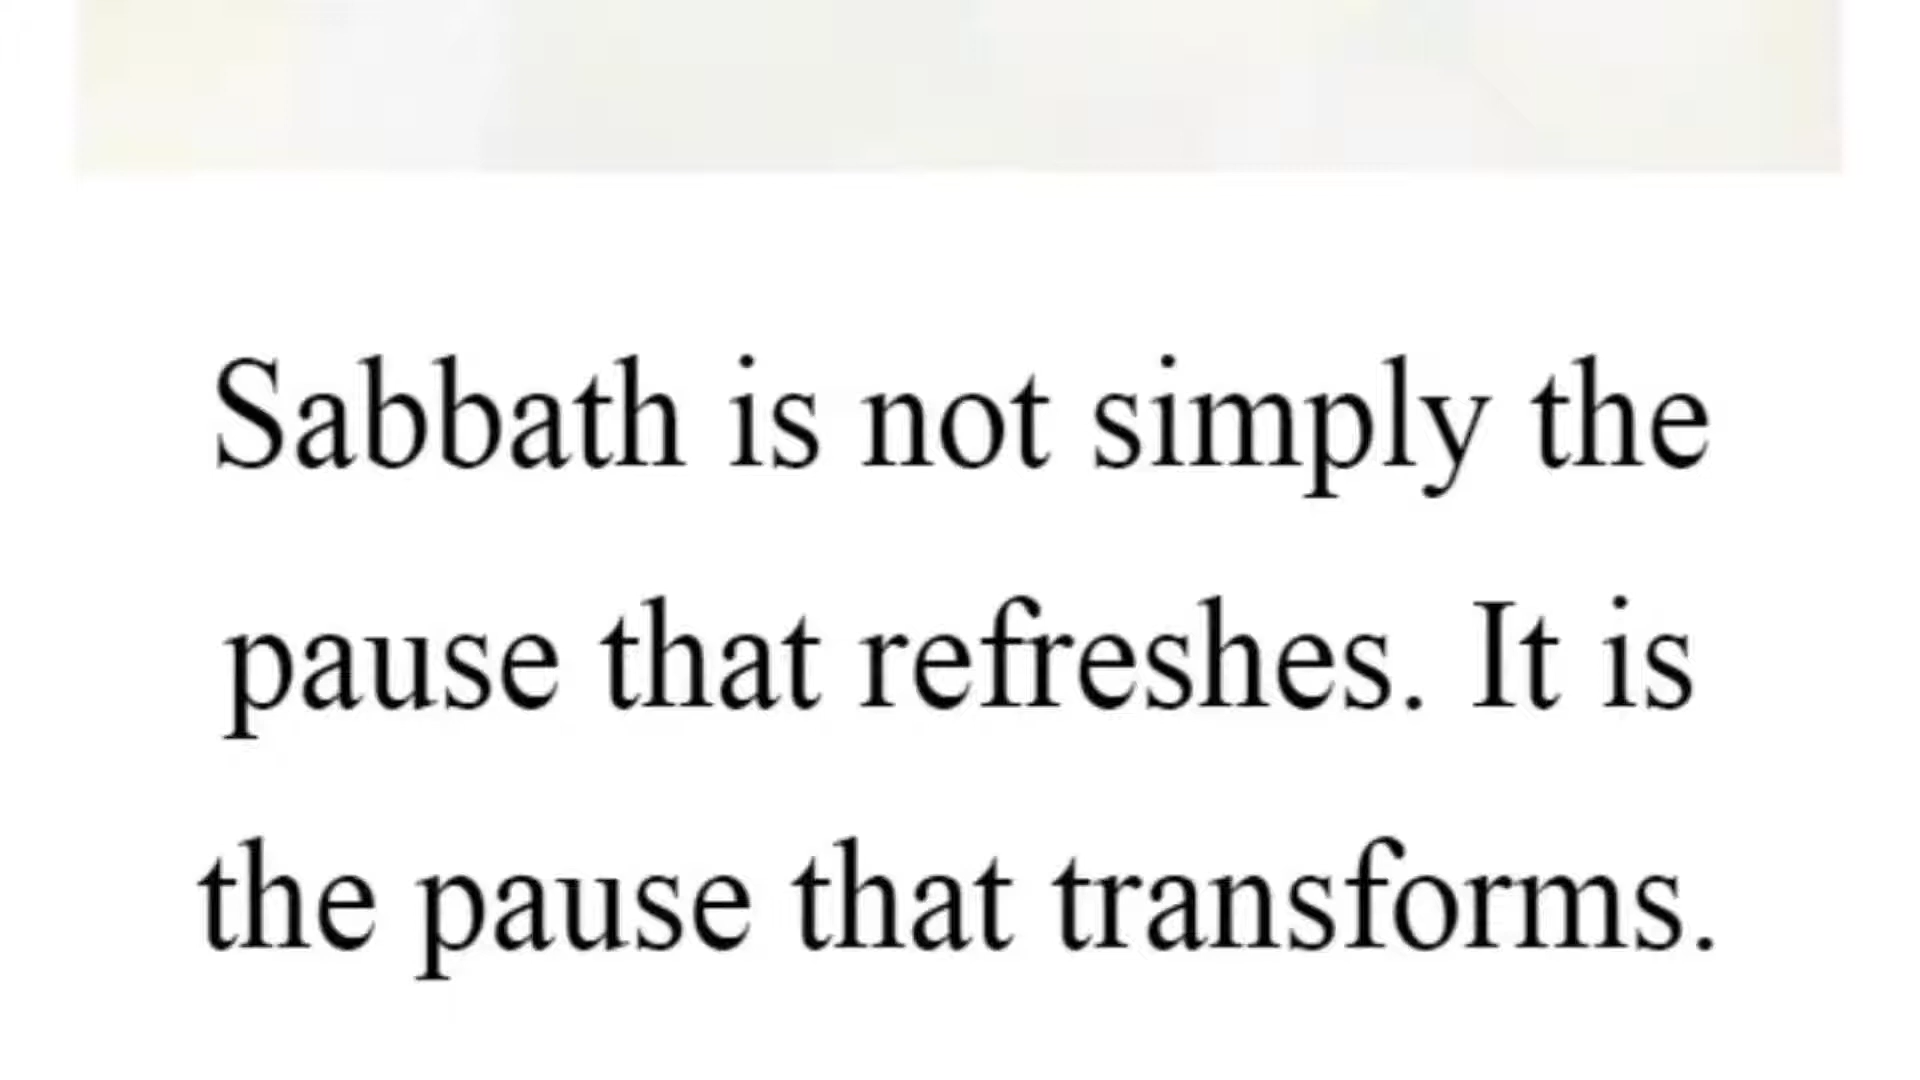 Sabbath is not simply the
pause that refreshes. It is
the pause that transforms.